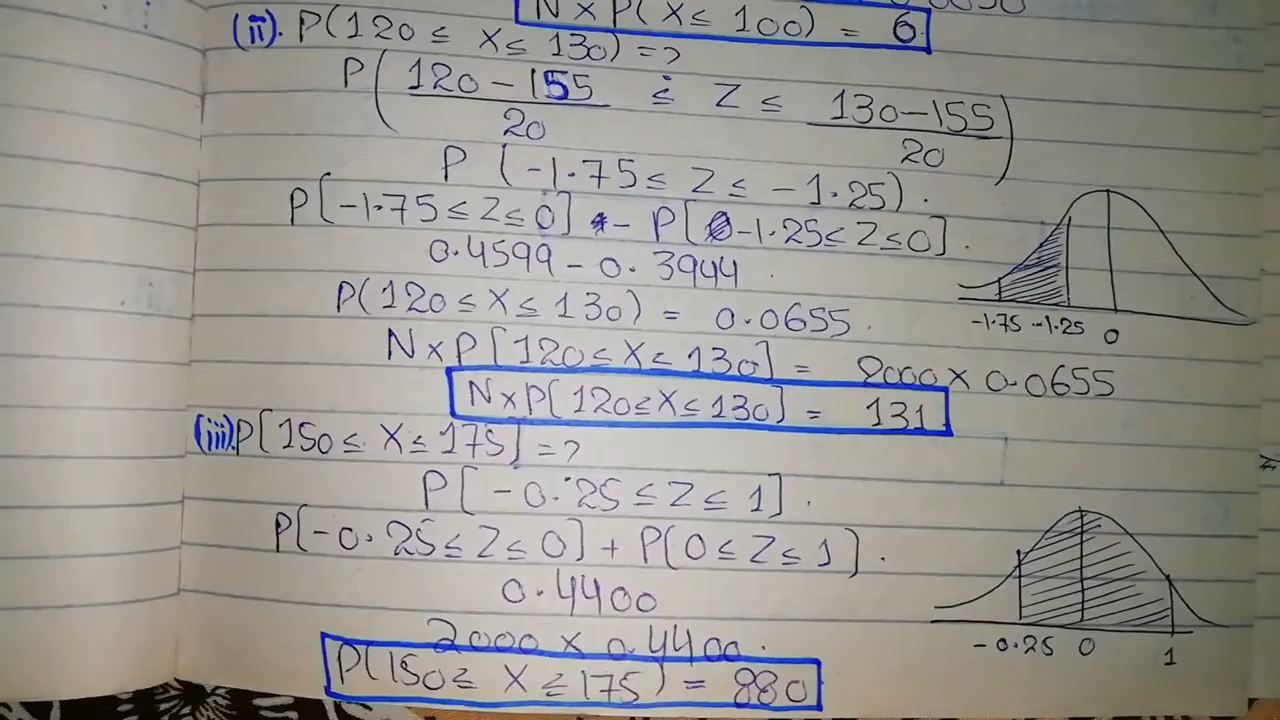 N × P( X ≤ 100) = 6
(ii). P(120 ≤ X ≤ 130) = ?
P( (120 - 155)/20 ≤ Z ≤ (130 - 155)/20 )
P (-1.75 ≤ Z ≤ -1.25).
P[-1.75 ≤ Z ≤ 0] - P[-1.25 ≤ Z ≤ 0].
0.4599 - 0.3944
P(120 ≤ X ≤ 130) = 0.0655.
-1.75 -1.25 0
N × P[120 ≤ X ≤ 130] = 2000 × 0.0655
N × P[120 ≤ X ≤ 130] = 131
(iii). P[150 ≤ X ≤ 175] = ?
P[-0.25 ≤ Z ≤ 1].
P[-0.25 ≤ Z ≤ 0] + P(0 ≤ Z ≤ 1).
0.4400
2000 × 0.4400.
-0.25 0 1
P(150 ≥ X ≥ 175) = 880